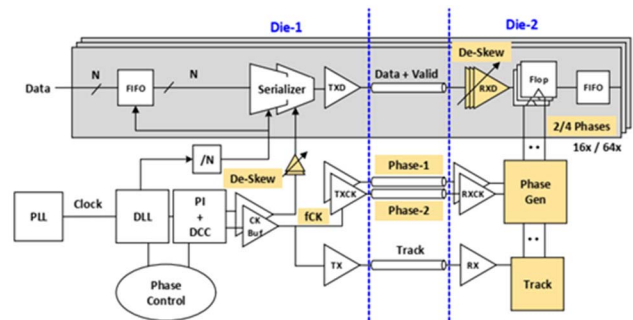 Die-1
Die-2
De-Skew
N
N
Data + Valid
Data
FIFO
Serializer
TXD
RXD
Flop
FIFO
2/4 Phases
16x / 64x
/N
De-Skew
Phase-1
PLL
Clock
DLL
PI
+
DCC
CK
Buf
fCK
TXCK
Phase-2
RXCK
Phase
Gen
Track
TX
RX
Track
Phase
Control